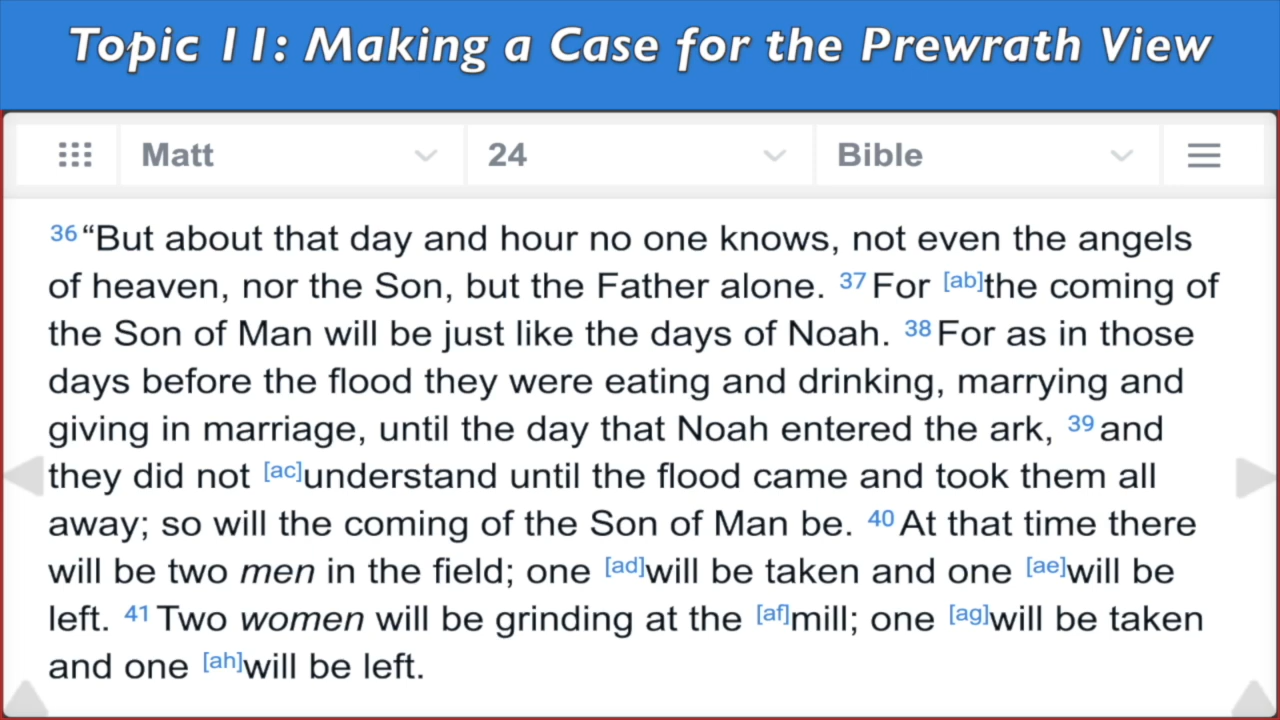 Topic 11: Making a Case for the Prewrath View
Matt 24 Bible
36 “But about that day and hour no one knows, not even the angels
of heaven, nor the Son, but the Father alone. 37 For [ab]the coming of
the Son of Man will be just like the days of Noah. 38 For as in those
days before the flood they were eating and drinking, marrying and
giving in marriage, until the day that Noah entered the ark, 39 and
they did not [ac]understand until the flood came and took them all
away; so will the coming of the Son of Man be. 40 At that time there
will be two men in the field; one [ad]will be taken and one [ae]will be
left. 41 Two women will be grinding at the [af]mill; one [ag]will be taken
and one [ah]will be left.